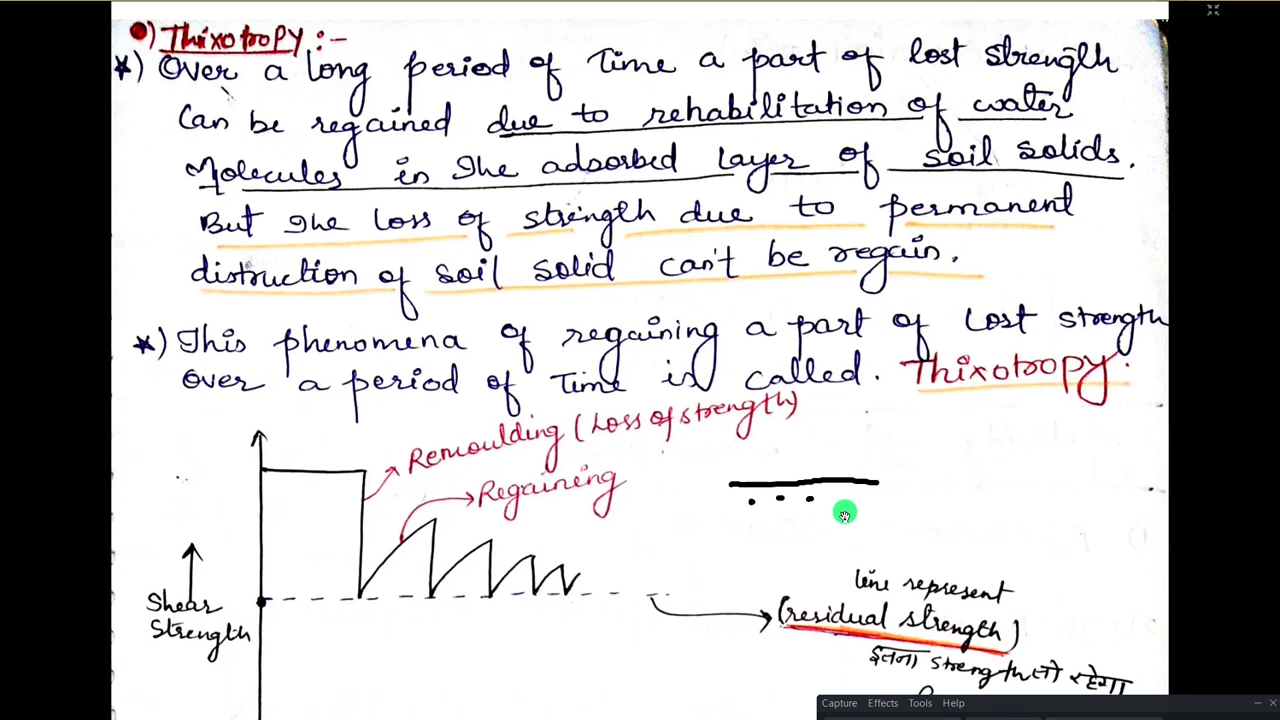 •) Thixotropy :-
*) Over a long period of Time a part of lost strength
Can be regained due to rehabilitation of water
Molecules in the adsorbed layer of soil solids.
But the loss of strength due to permanent
distruction of soil solid can't be regain.
*) This phenomena of regaining a part of lost strength
Over a period of Time is called. Thixotropy.
Remoulding (Loss of strength)
Regaining
Shear
Strength
line represent
(residual strength)
इतना strength तो रहेगा
Capture Effects Tools Help